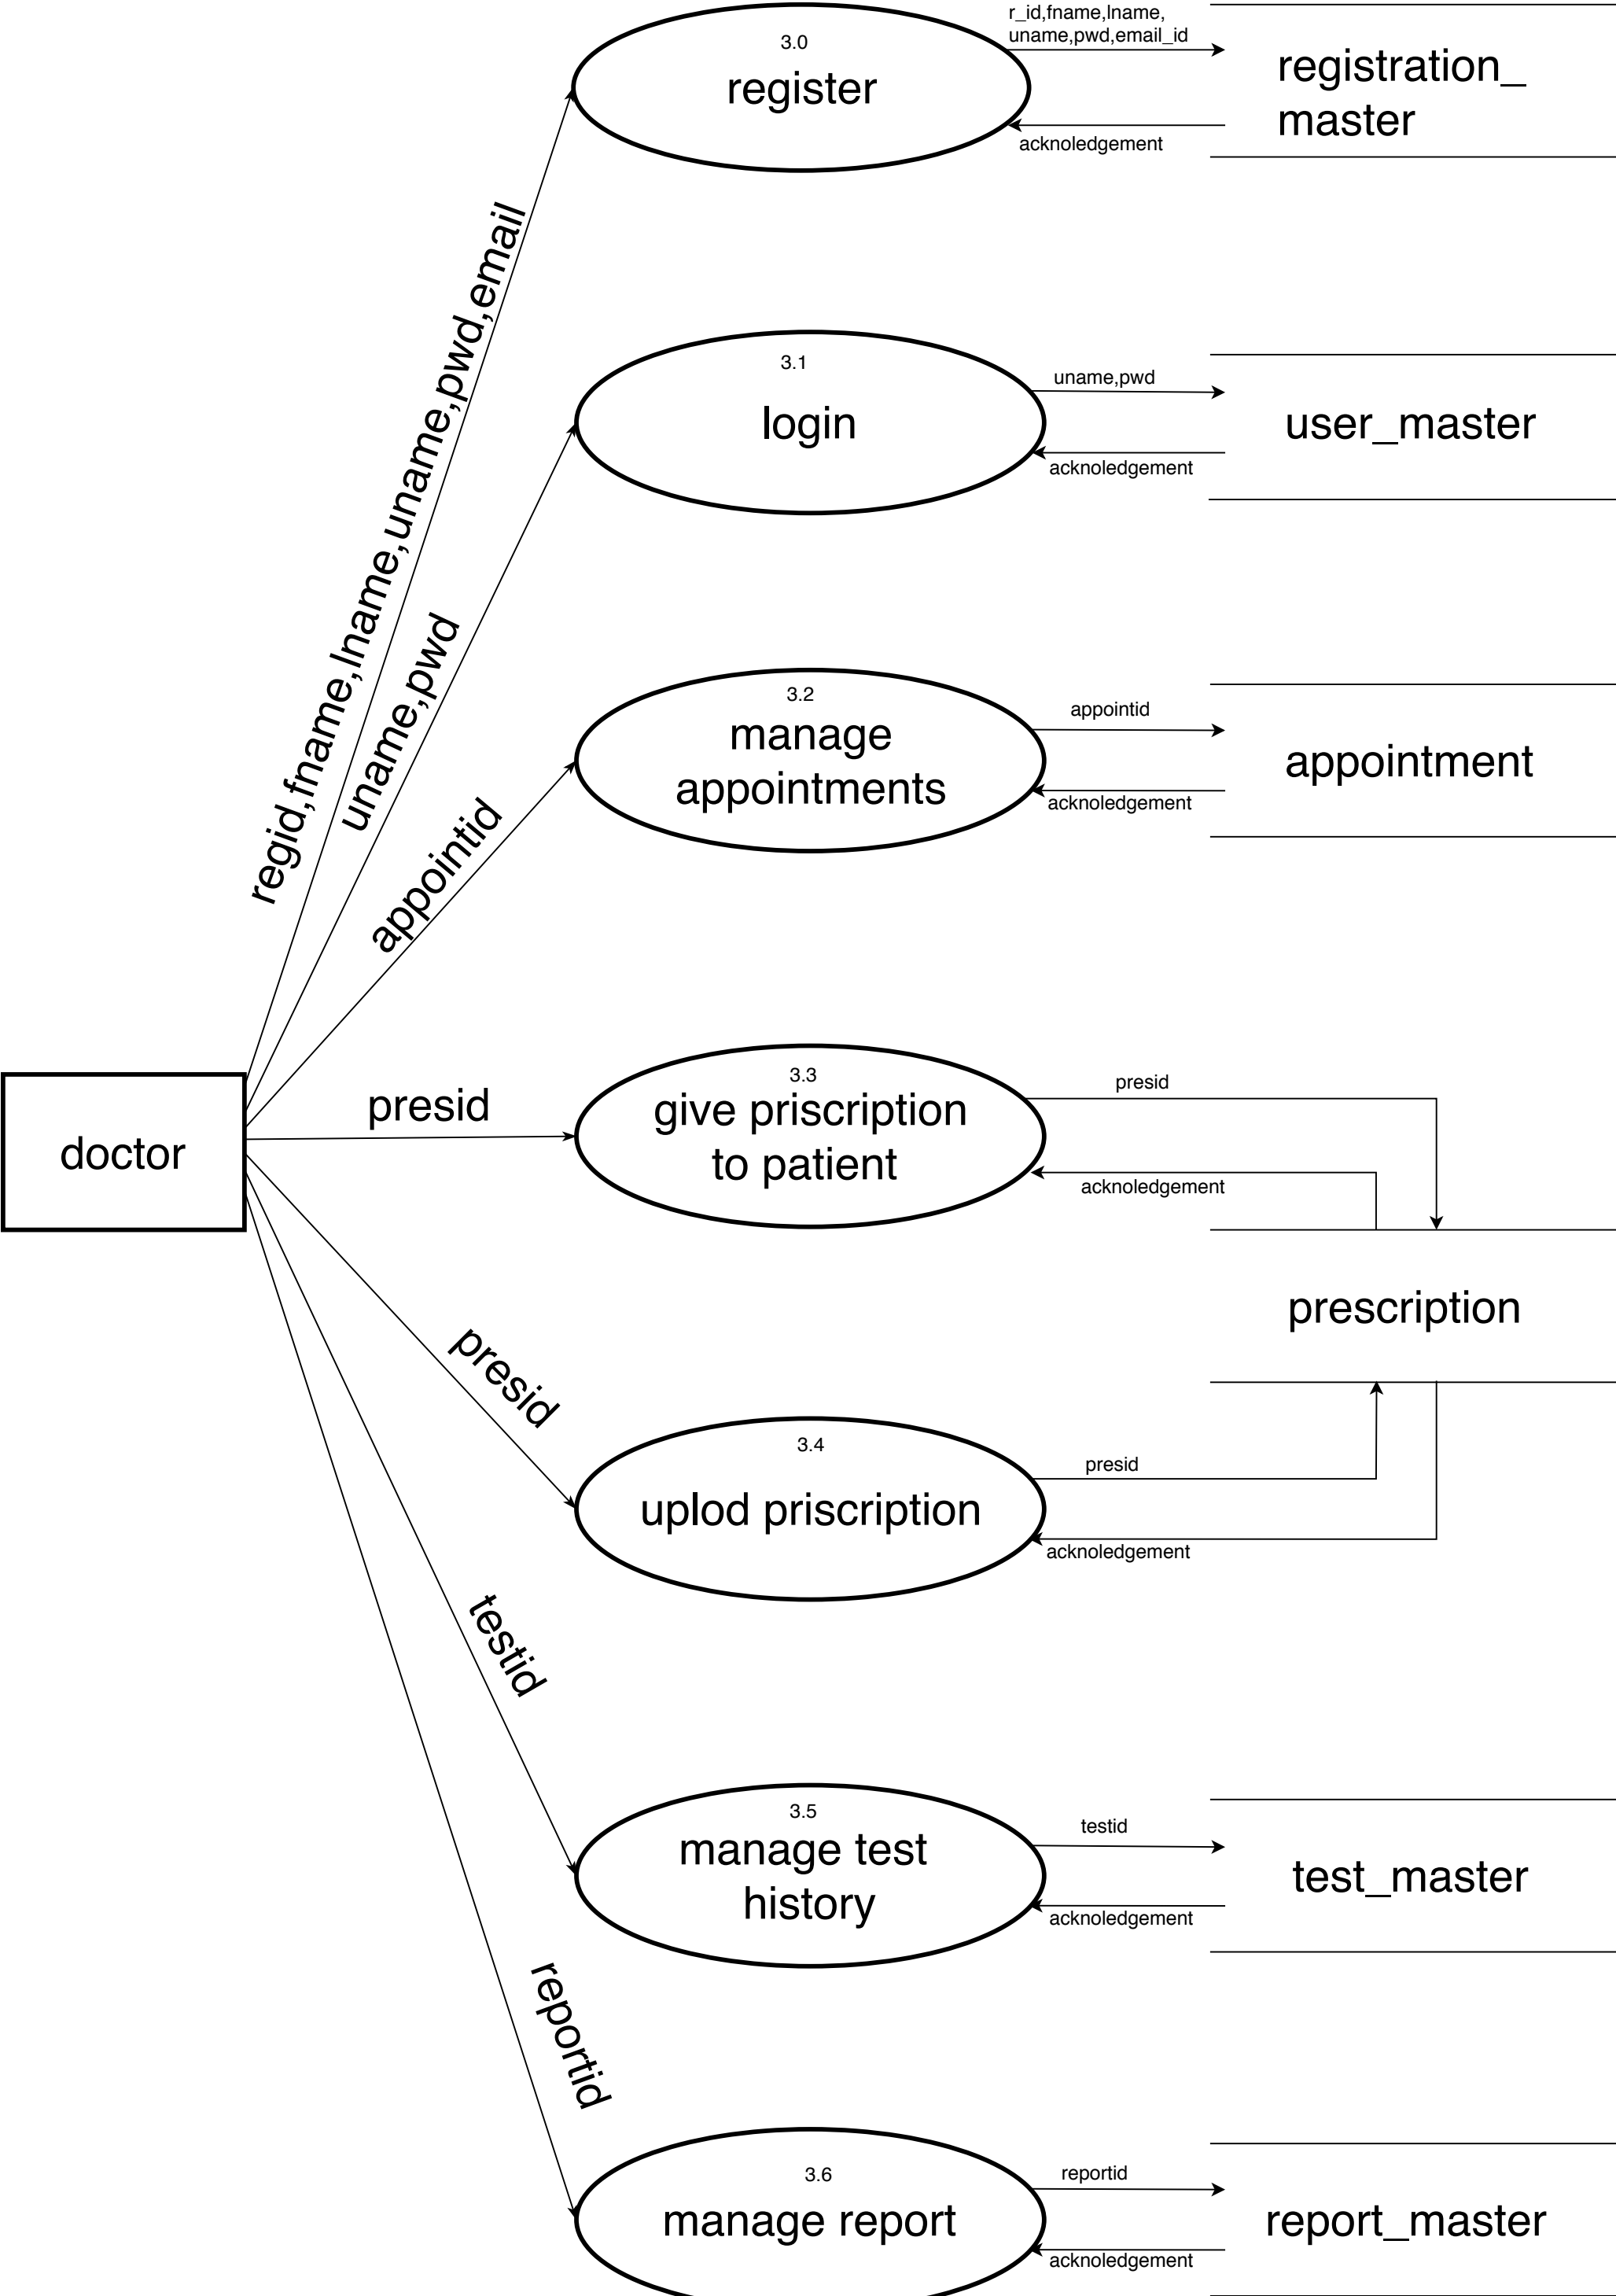 r_id,fname,lname,
uname,pwd,email_id
3.0
register
registration_
master
acknoledgement
regid,fname,lname,uname,pwd,email
3.1
login
uname,pwd
user_master
acknoledgement
uname,pwd
3.2
manage
appointments
appointid
appointment
acknoledgement
appointid
doctor
presid
3.3
give priscription
to patient
presid
acknoledgement
prescription
presid
3.4
uplod priscription
presid
acknoledgement
testid
3.5
manage test
history
testid
test_master
acknoledgement
reportid
3.6
manage report
reportid
report_master
acknoledgement